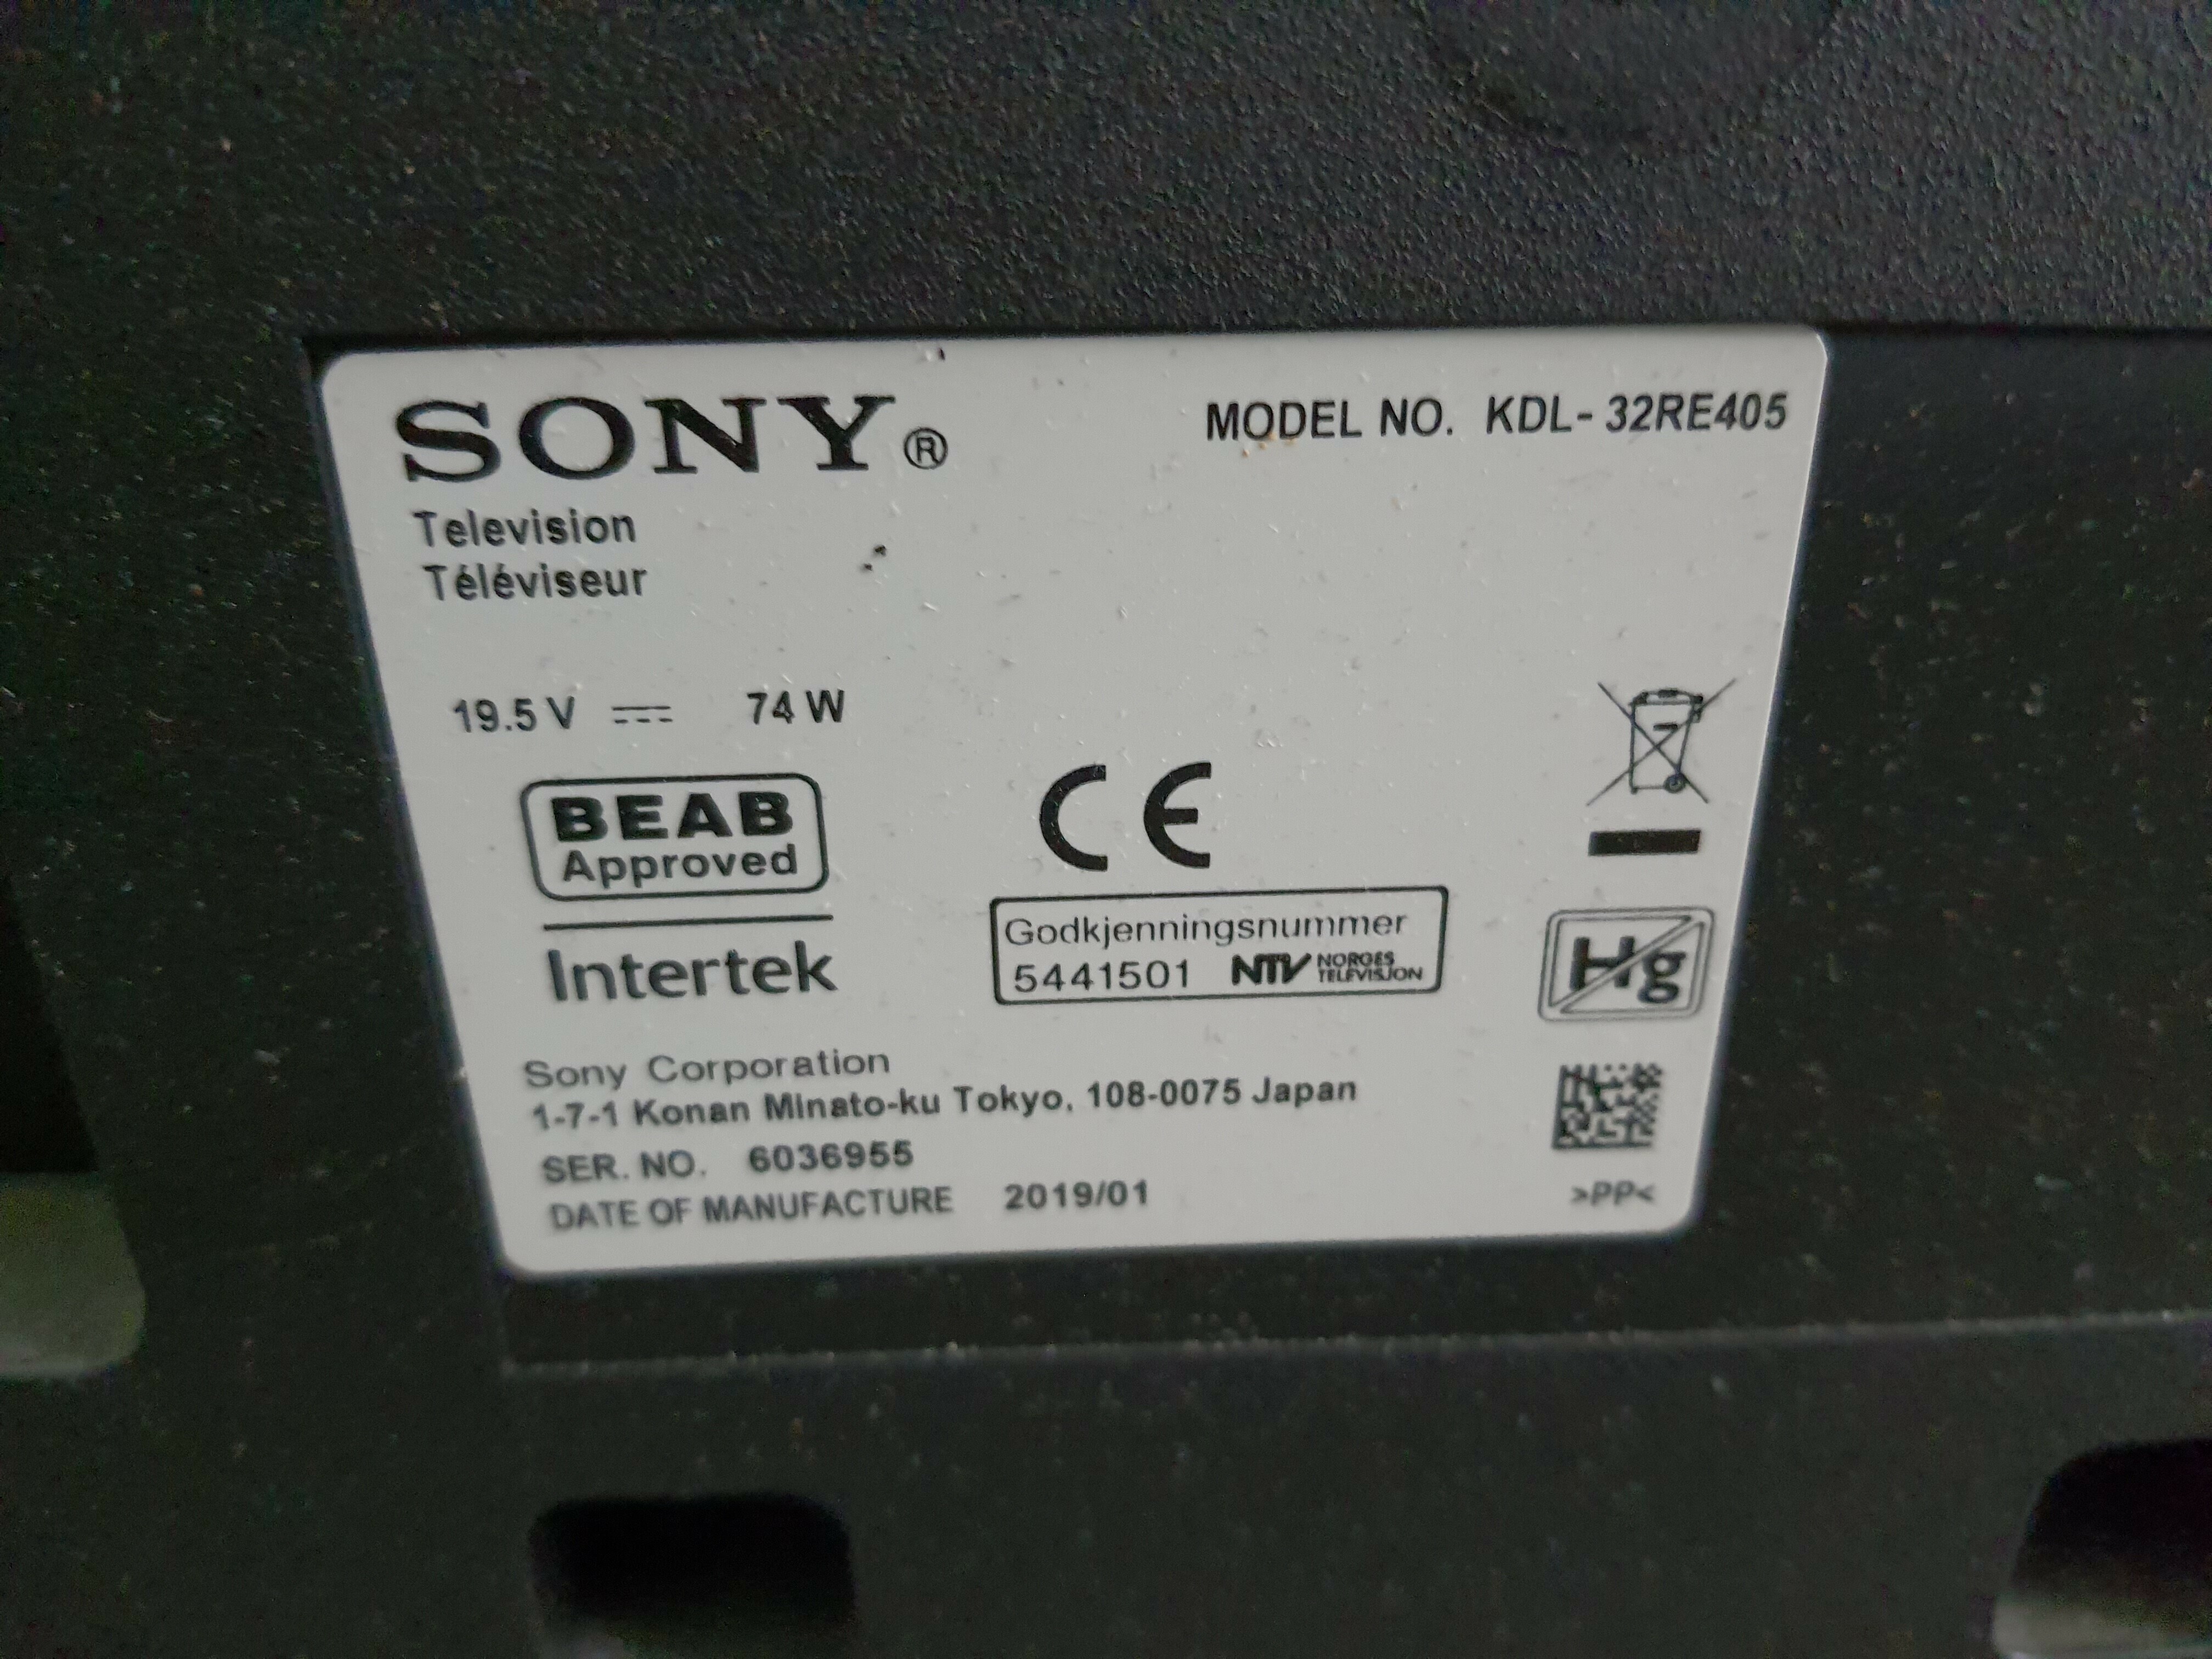 SONY®
MODEL NO. KDL-32RE405
Television
Téléviseur
19.5 V ⎓ 74 W
BEAB
Approved
Intertek
CE
Godkjenningsnummer
5441501 NTV NORGES
TELEVISJON
Hg
Sony Corporation
1-7-1 Konan Minato-ku Tokyo, 108-0075 Japan
SER. NO. 6036955
DATE OF MANUFACTURE 2019/01
>PP<